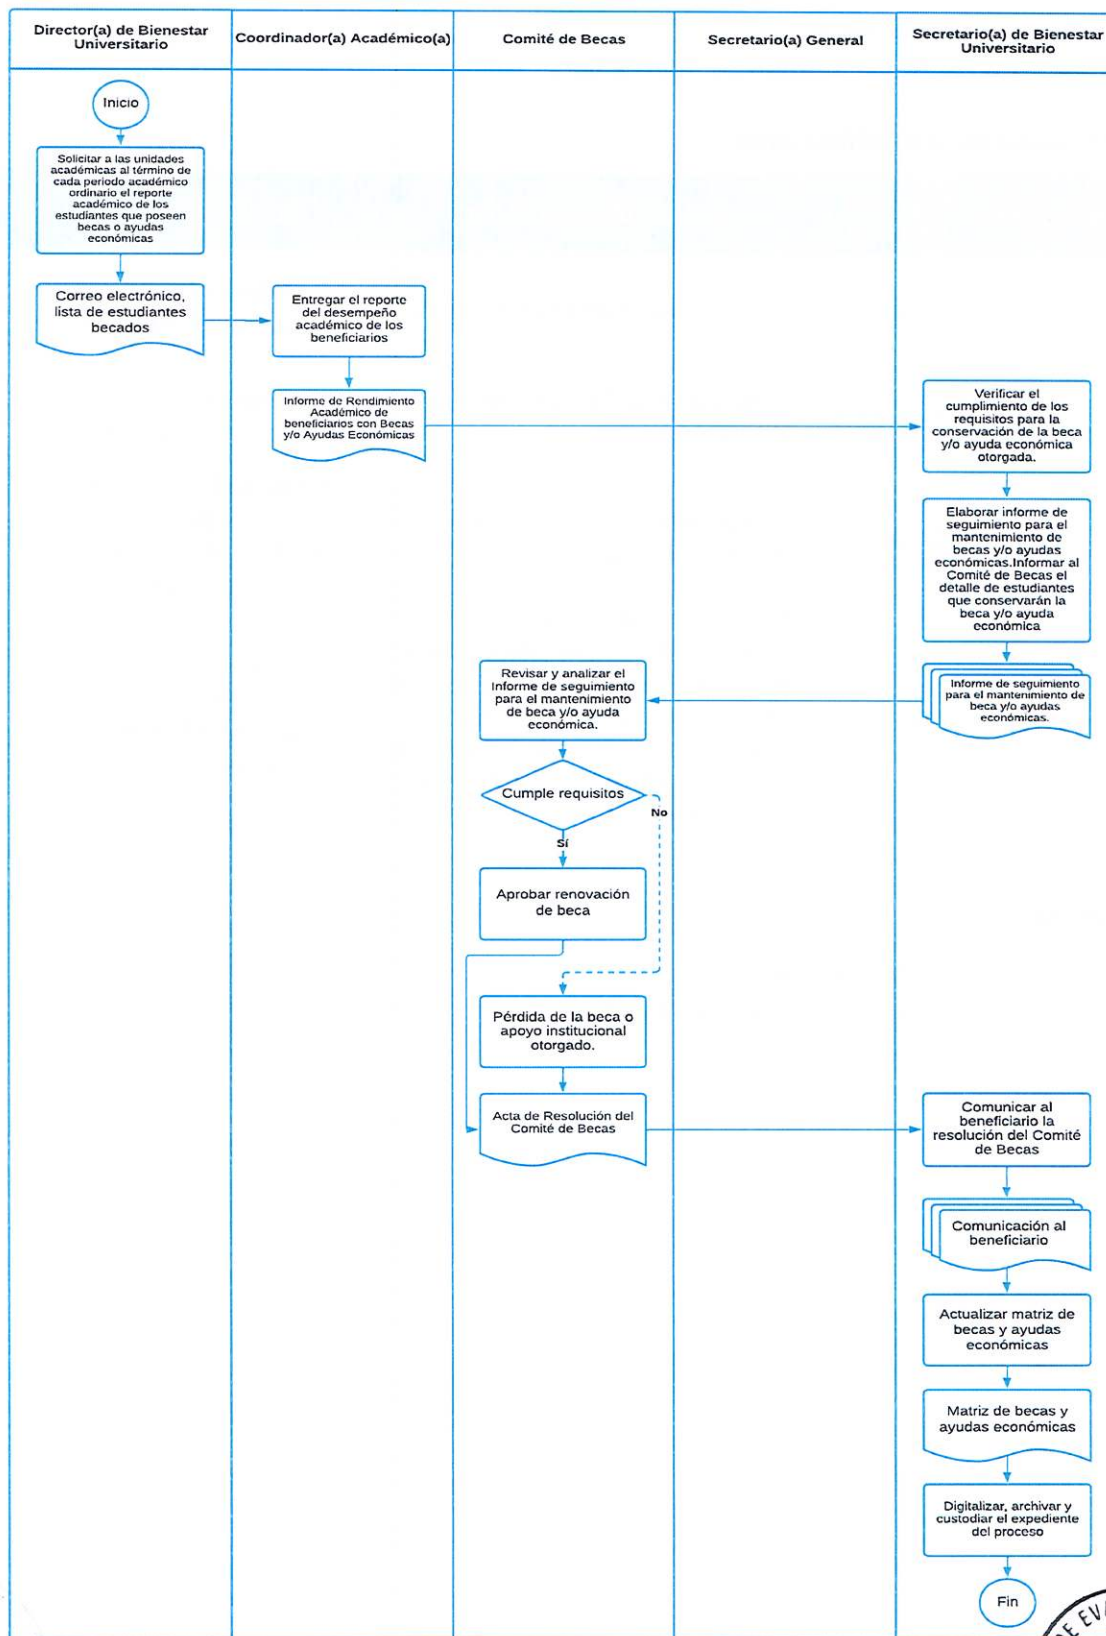 Director(a) de Bienestar
Universitario
Coordinador(a) Académico(a)
Comité de Becas
Secretario(a) General
Secretario(a) de Bienestar
Universitario
Inicio
Solicitar a las unidades
académicas al término de
cada periodo académico
ordinario el reporte
académico de los
estudiantes que poseen
becas o ayudas
económicas
Correo electrónico,
lista de estudiantes
becados
Entregar el reporte
del desempeño
académico de los
beneficiarios
Informe de Rendimiento
Académico de
beneficiarios con Becas
y/o Ayudas Económicas
Verificar el
cumplimiento de los
requisitos para la
conservación de la beca
y/o ayuda económica
otorgada.
Elaborar informe de
seguimiento para el
mantenimiento de
becas y/o ayudas
económicas.Informar al
Comité de Becas el
detalle de estudiantes
que conservarán la
beca y/o ayuda
económica
Informe de seguimiento
para el mantenimiento de
beca y/o ayudas
económicas.
Revisar y analizar el
Informe de seguimiento
para el mantenimiento
de beca y/o ayuda
económica.
Cumple requisitos
No
Sí
Aprobar renovación
de beca
Pérdida de la beca o
apoyo institucional
otorgado.
Acta de Resolución del
Comité de Becas
Comunicar al
beneficiario la
resolución del Comité
de Becas
Comunicación al
beneficiario
Actualizar matriz de
becas y ayudas
económicas
Matriz de becas y
ayudas económicas
Digitalizar, archivar y
custodiar el expediente
del proceso
Fin
DE EVA